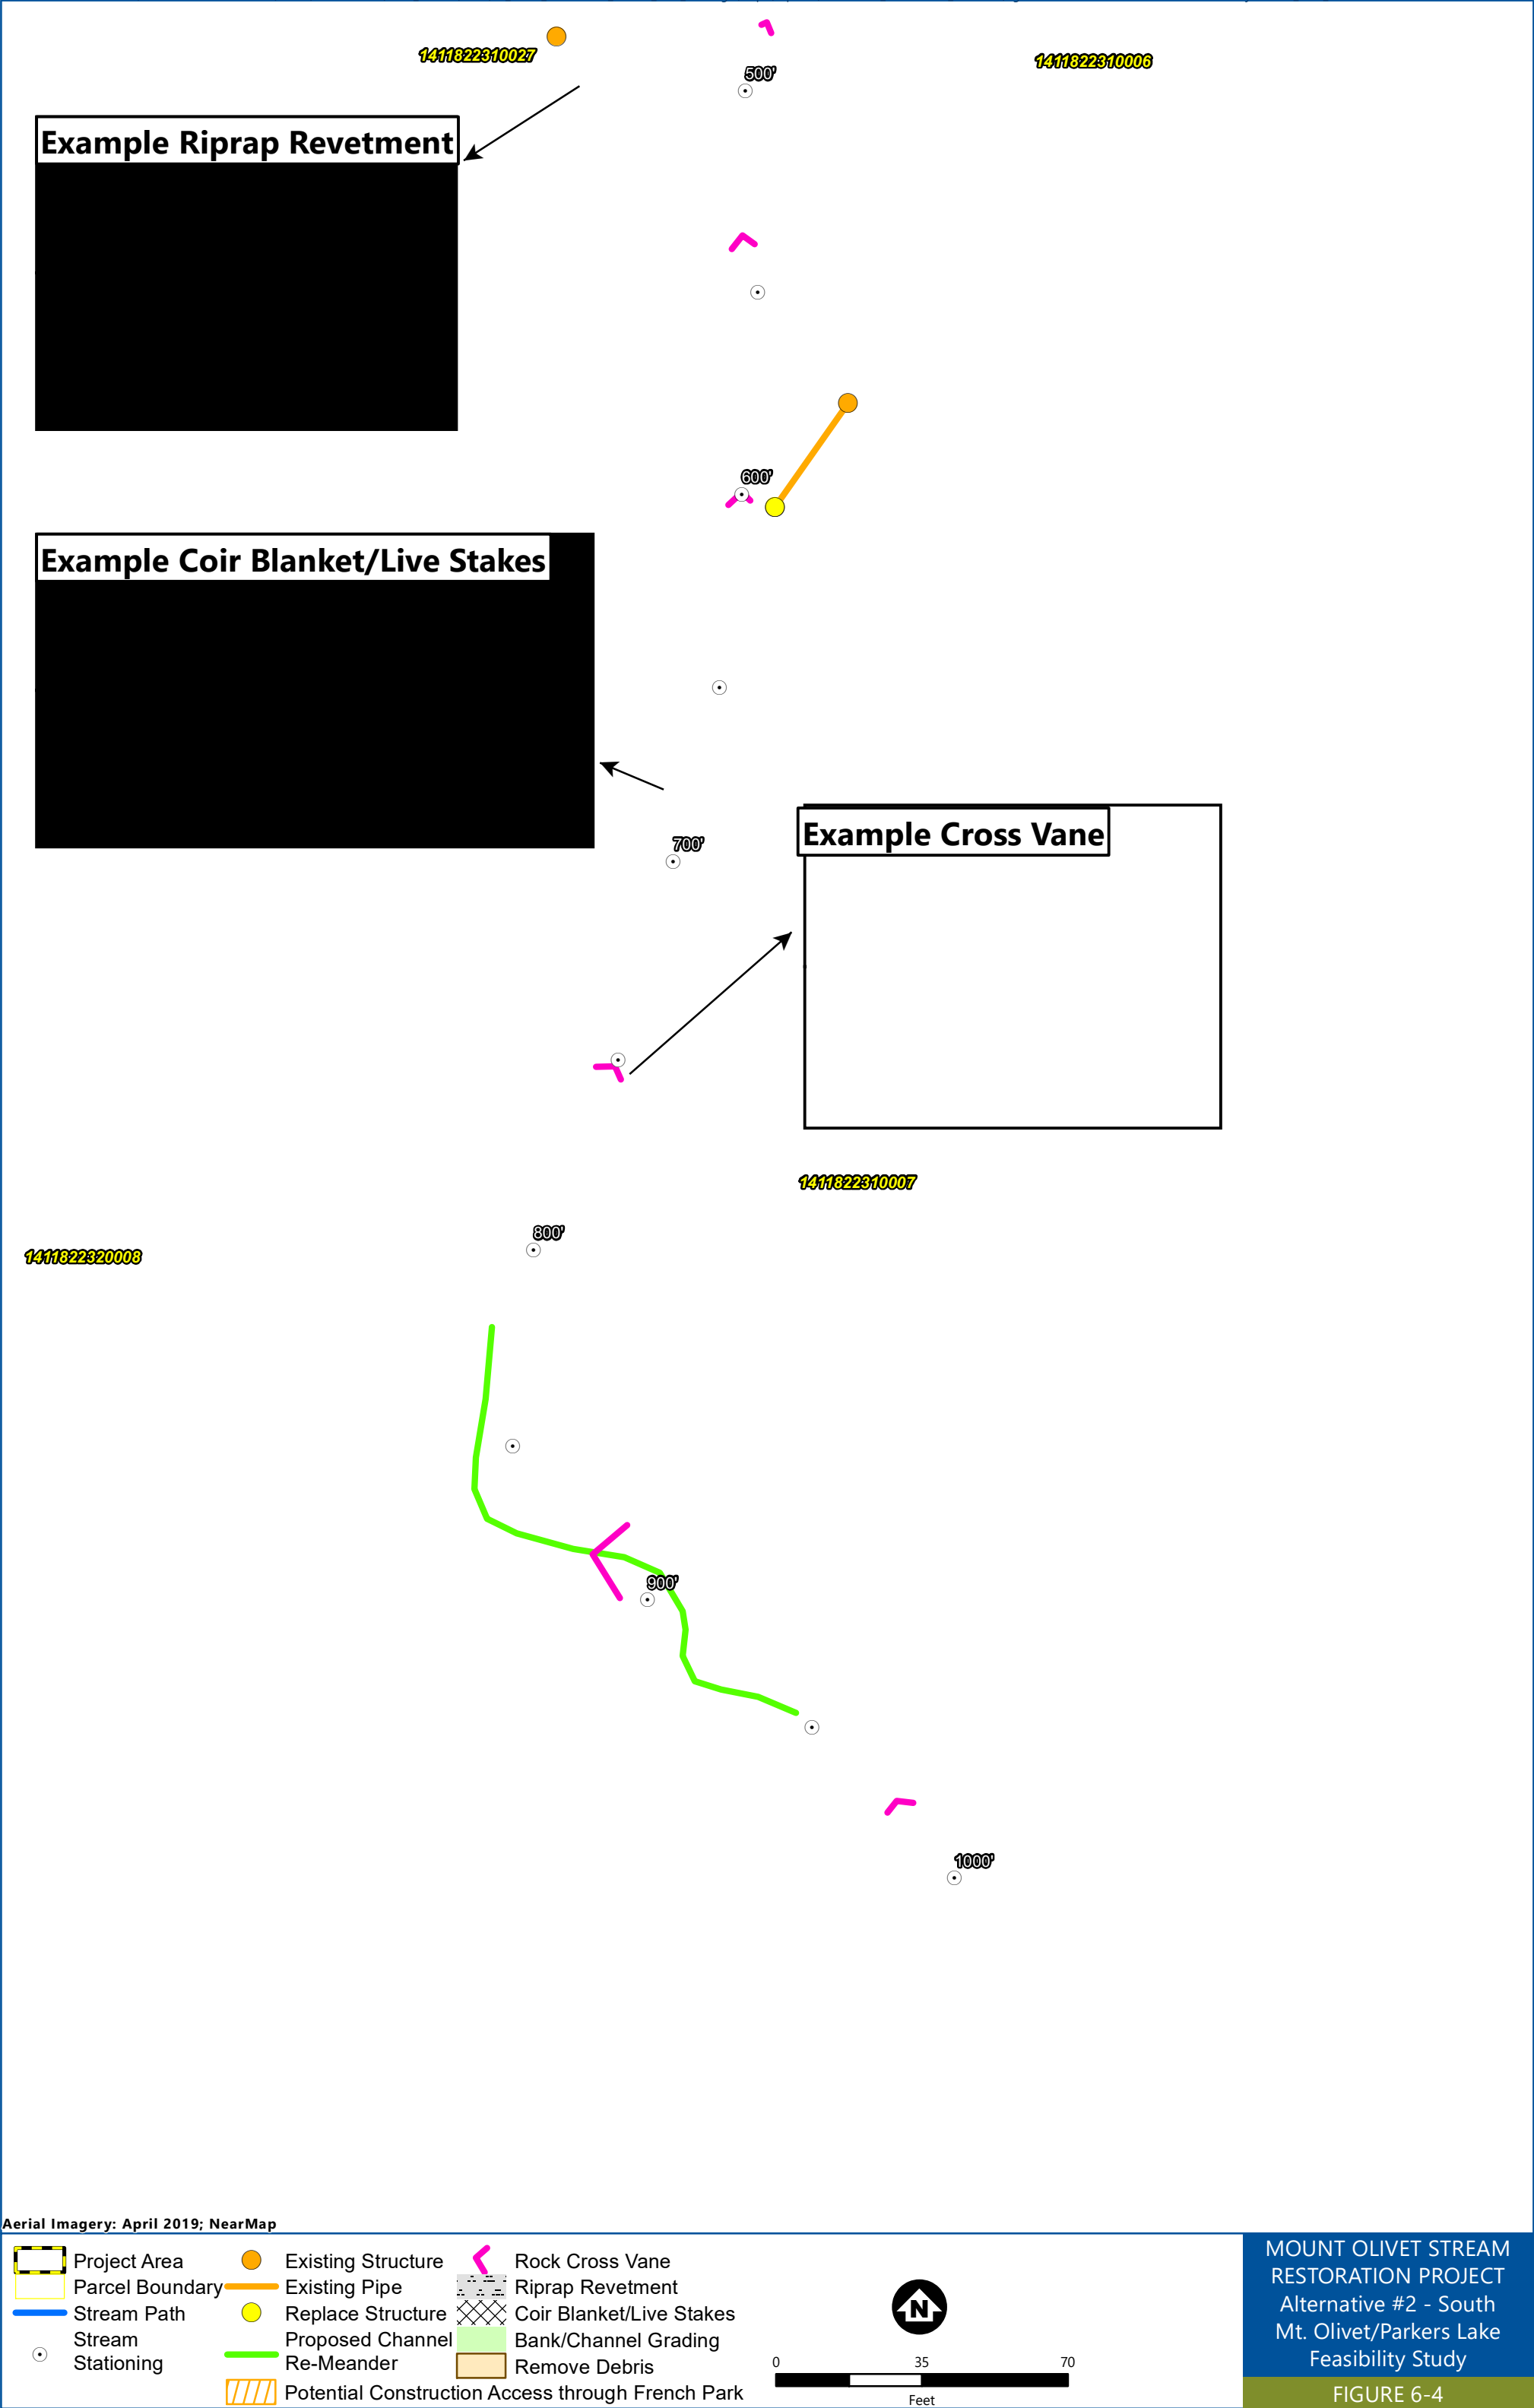 1411822310027
1411822310006
500'
Example Riprap Revetment
600'
Example Coir Blanket/Live Stakes
700'
Example Cross Vane
1411822310007
800'
1411822320008
900'
1000'
Aerial Imagery: April 2019; NearMap
Project Area
Parcel Boundary
Stream Path
Stream
Stationing
Existing Structure
Existing Pipe
Replace Structure
Proposed Channel
Re-Meander
Potential Construction Access through French Park
Rock Cross Vane
Riprap Revetment
Coir Blanket/Live Stakes
Bank/Channel Grading
Remove Debris
N
0 35 70
Feet
MOUNT OLIVET STREAM
RESTORATION PROJECT
Alternative #2 - South
Mt. Olivet/Parkers Lake
Feasibility Study
FIGURE 6-4